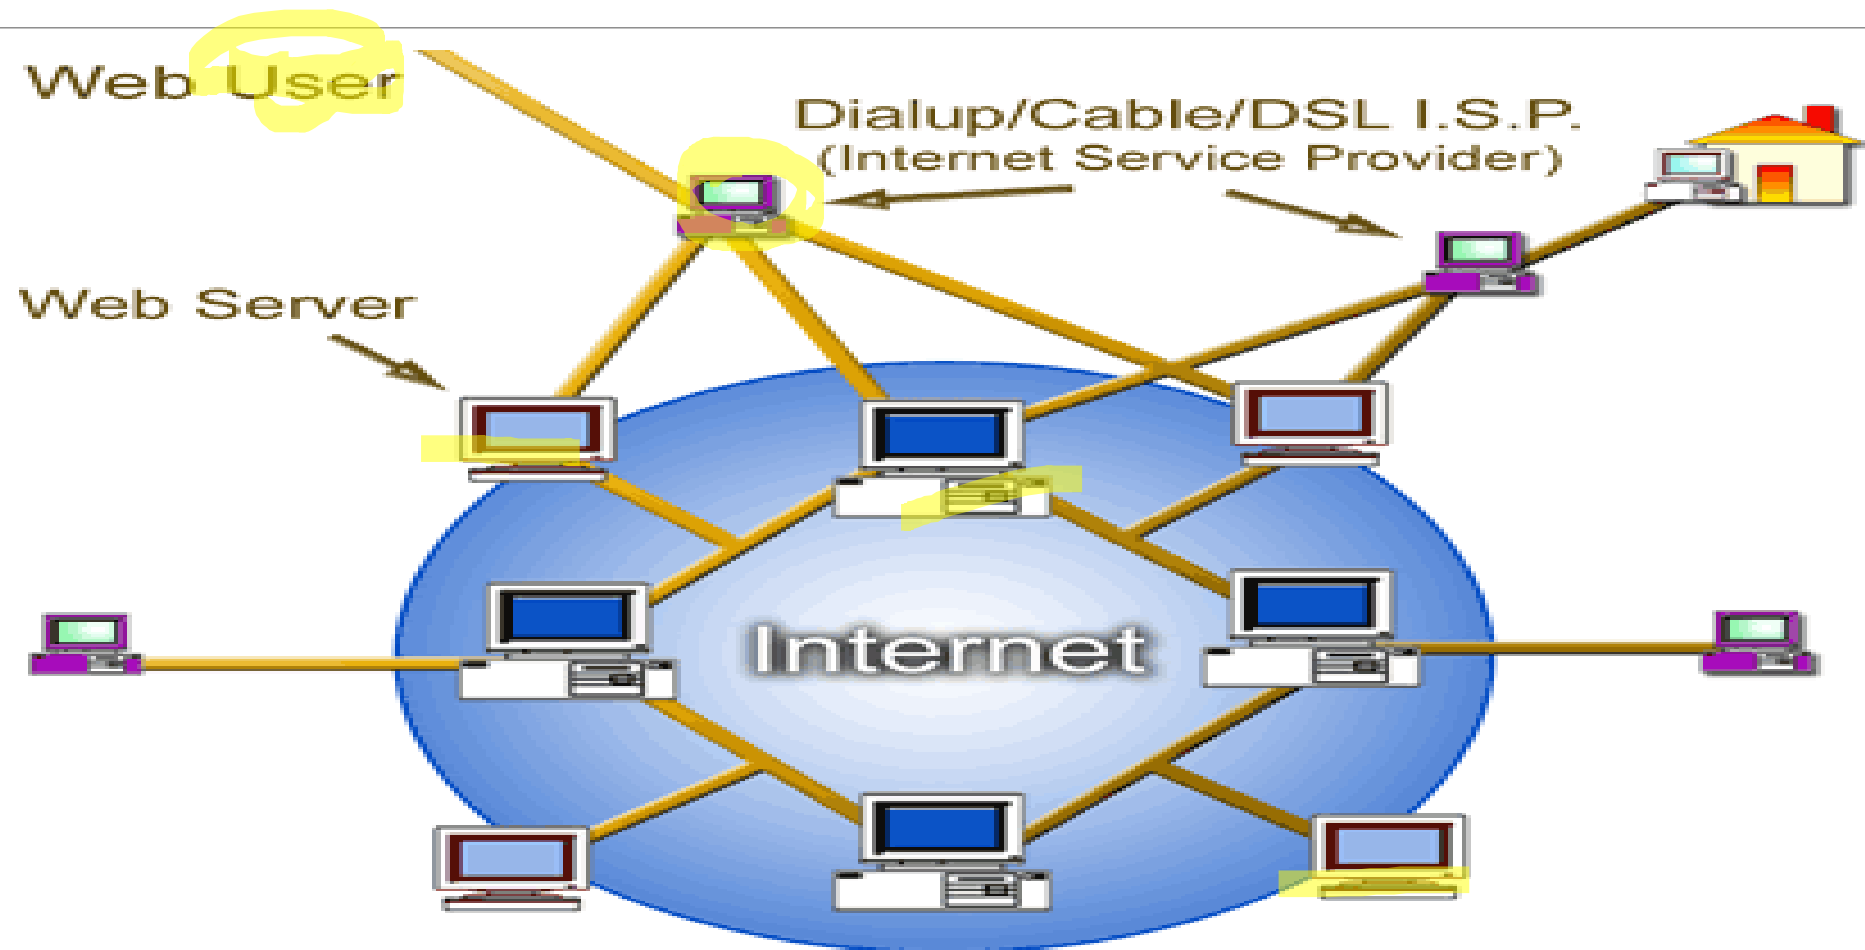 Web User
Dialup/Cable/DSL I.S.P.
(Internet Service Provider)
Web Server
Internet